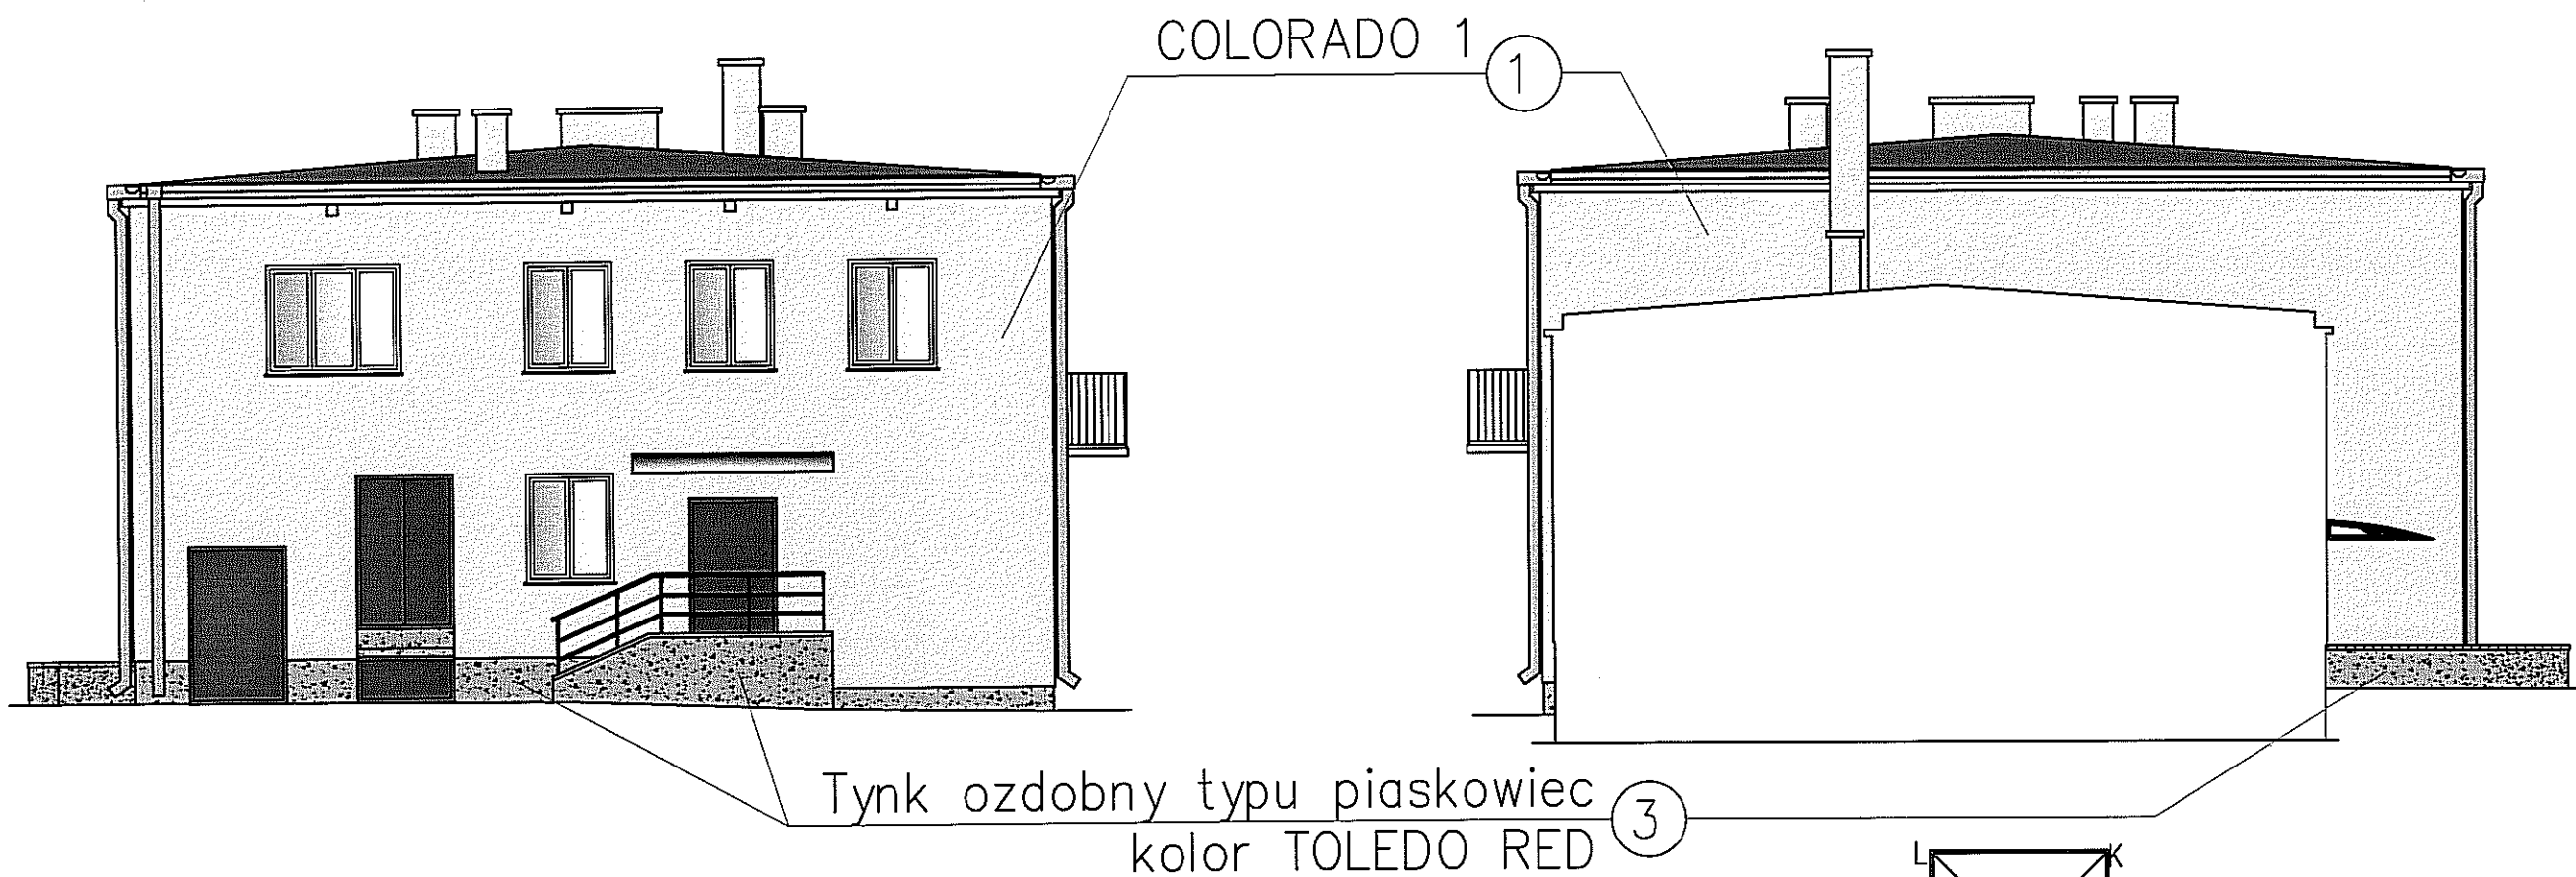 COLORADO 1
1
Tynk ozdobny typu piaskowiec
3
kolor TOLEDO RED
L K